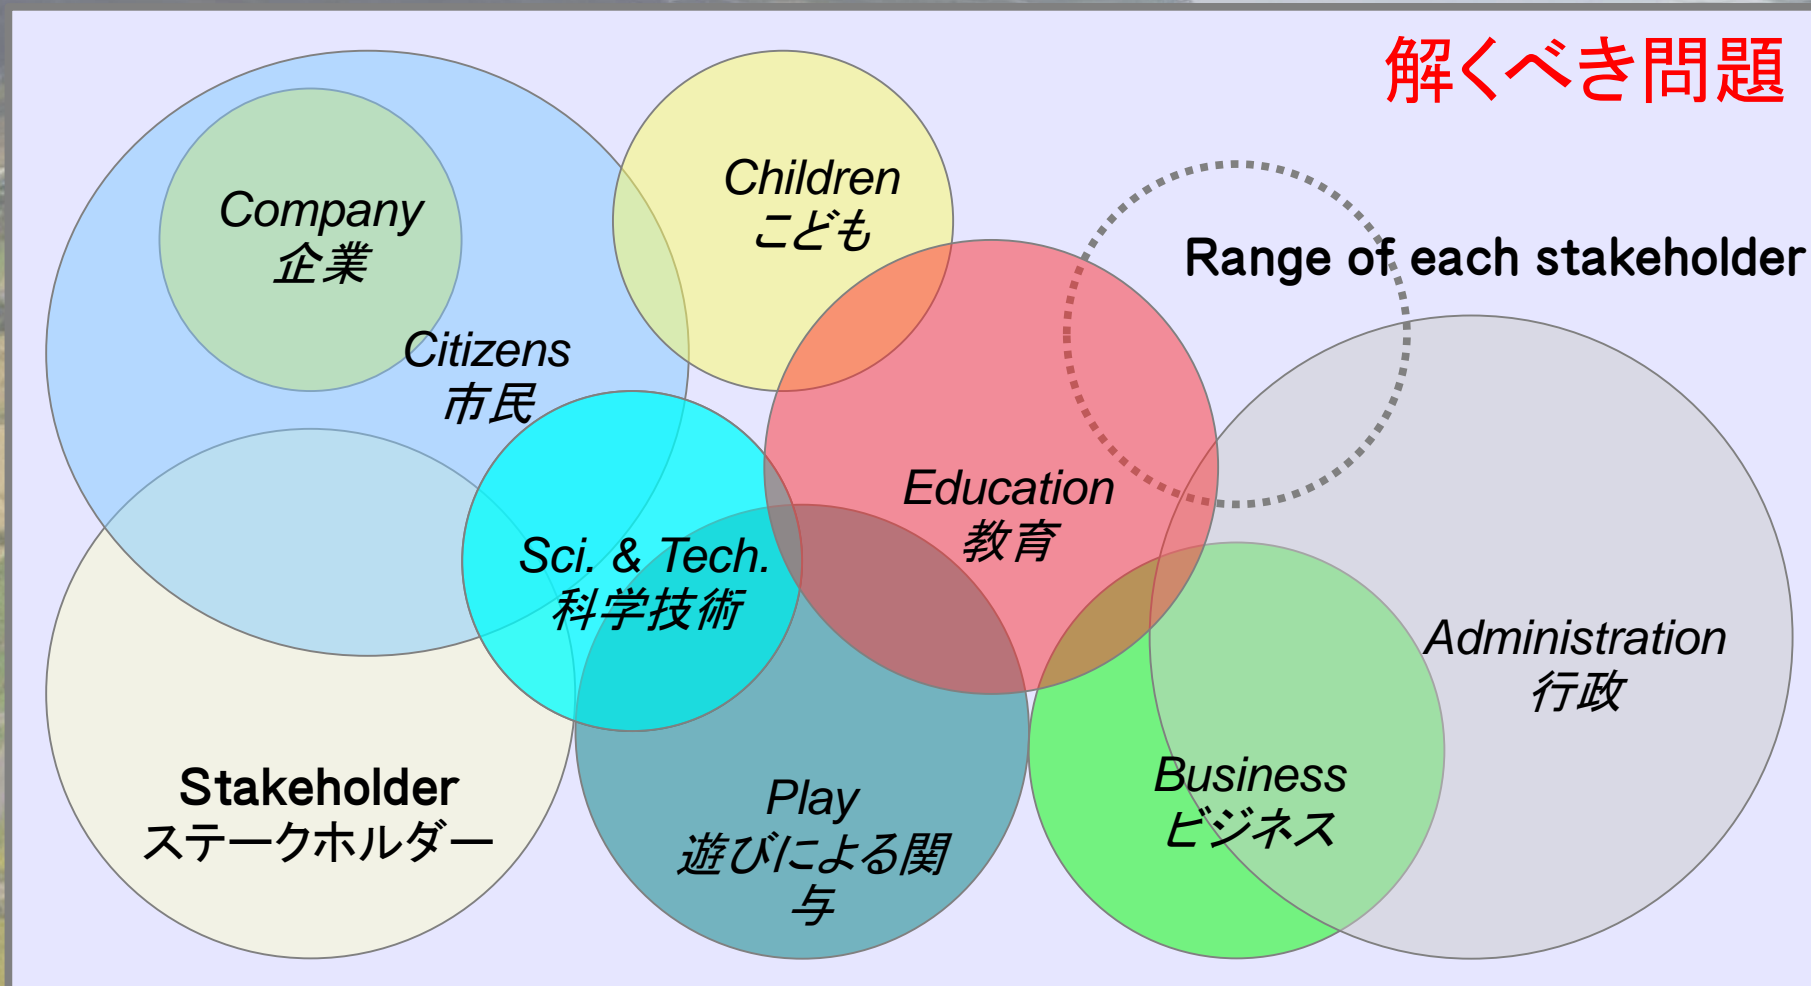 解くべき問題
Company
企業
Children
こども
Range of each stakeholder
Citizens
市民
Education
教育
Sci. & Tech.
科学技術
Administration
行政
Stakeholder
ステークホルダー
Play
遊びによる関
与
Business
ビジネス